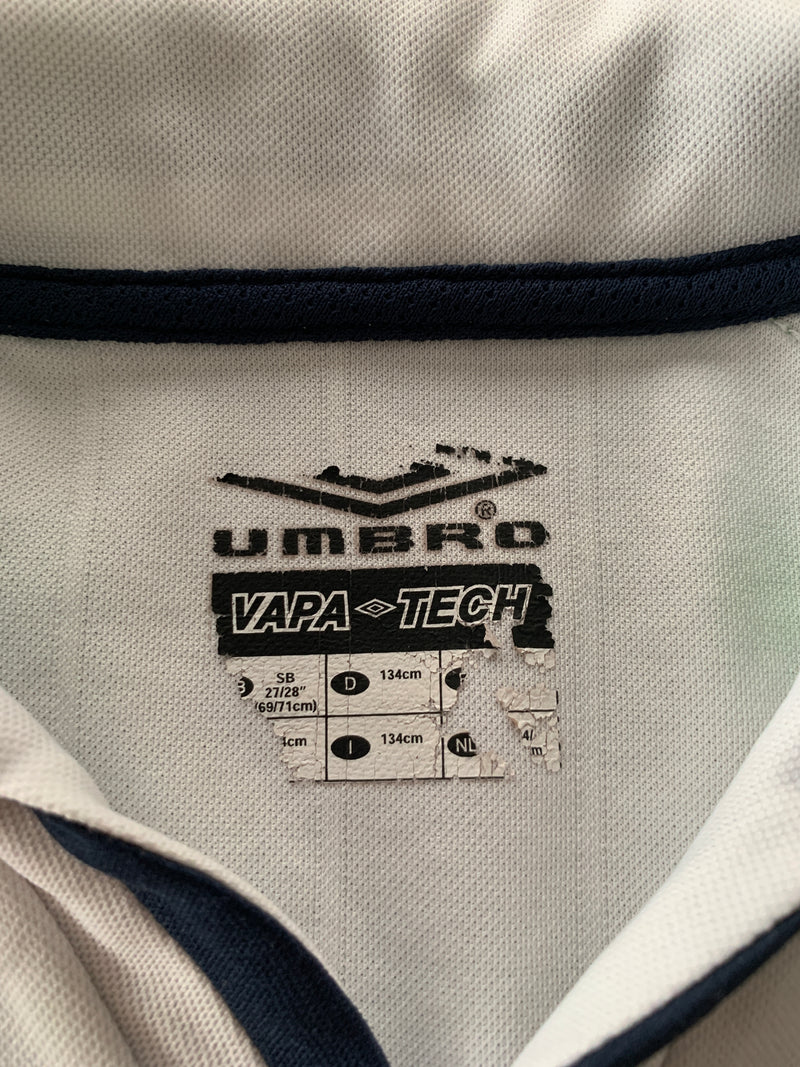 UMBRO®
VAPA TECH
SB
27/28"
(69/71cm)
D 134cm
I 134cm
NL